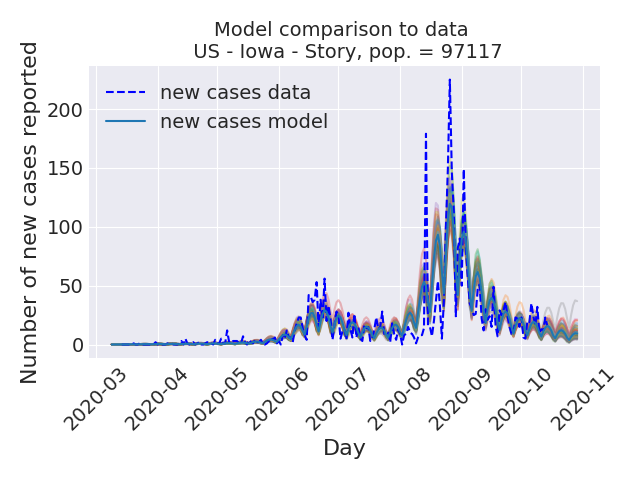 Model comparison to data
US - Iowa - Story, pop. = 97117
Number of new cases reported
200
150
100
50
0
new cases data
new cases model
2020-03
2020-04
2020-05
2020-06
2020-07
2020-08
2020-09
2020-10
2020-11
Day